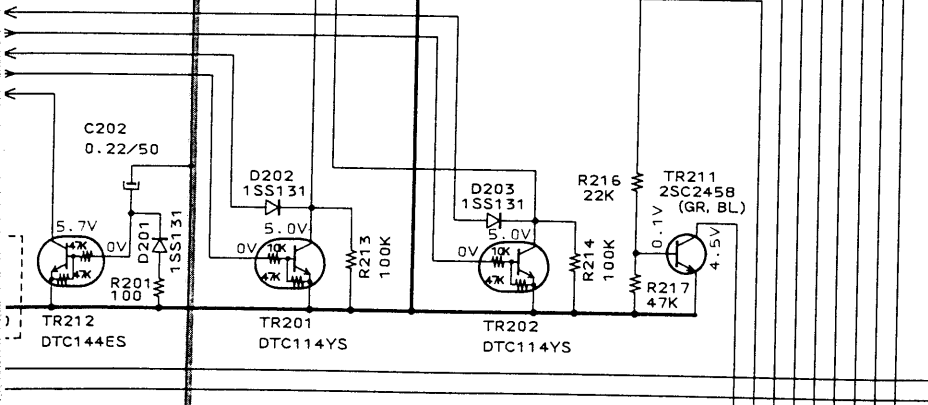 C202
0.22/50
5.7V
47K
47K
0V
D201
1SS131
R201
100
TR212
DTC144ES
D202
1SS131
5.0V
0V
10K
47K
R213
100K
TR201
DTC114YS
D203
1SS131
5.0V
0V
10K
47K
R214
100K
TR202
DTC114YS
R216
22K
TR211
2SC2458
(GR, BL)
0.1V
4.5V
R217
47K